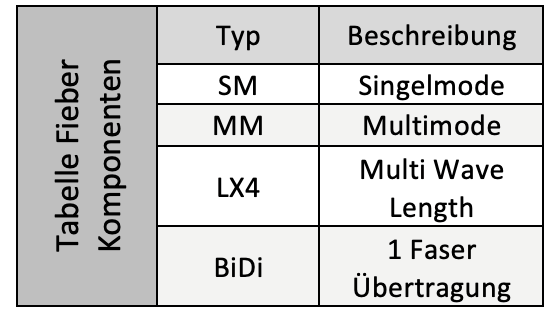 Tabelle Fieber
Komponenten
Typ Beschreibung
SM Singelmode
MM Multimode
LX4 Multi Wave
Length
BiDi 1 Faser
Übertragung